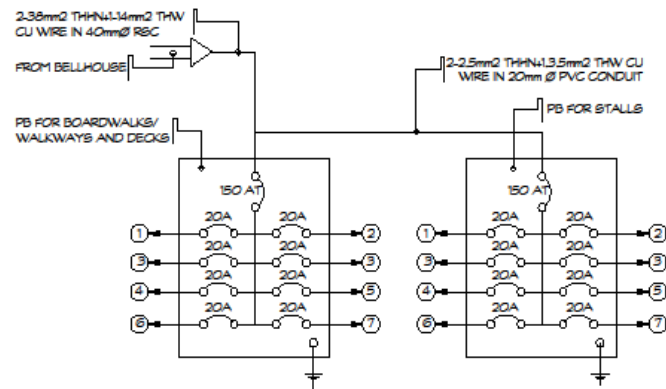 2-38mm2 THHN+1-14mm2 THW
CU WIRE IN 40mmØ RSC
FROM BELLHOUSE
2-2.5mm2 THHN+1.3.5mm2 THW CU
WIRE IN 20mm Ø PVC CONDUIT
PB FOR BOARDWALKS/
WALKWAYS AND DECKS
PB FOR STALLS
150 AT
150 AT
1 20A 20A 2
3 20A 20A 3
4 20A 20A 5
6 20A 20A 7
1 20A 20A 2
3 20A 20A 3
4 20A 20A 5
6 20A 20A 7